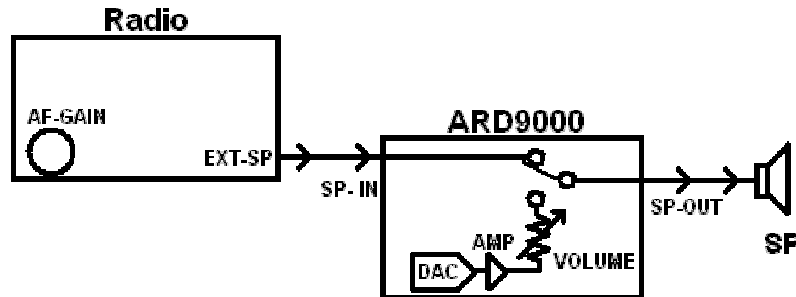 Radio
AF-GAIN
EXT-SP
SP-IN
ARD9000
SP-OUT
SP
AMP
VOLUME
DAC